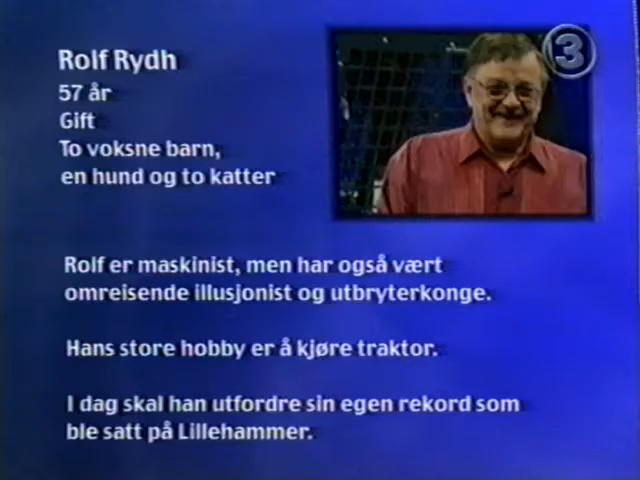 3
Rolf Rydh
57 år
Gift
To voksne barn,
en hund og to katter
Rolf er maskinist, men har også vært
omreisende illusjonist og utbryterkonge.
Hans store hobby er å kjøre traktor.
I dag skal han utfordre sin egen rekord som
ble satt på Lillehammer.